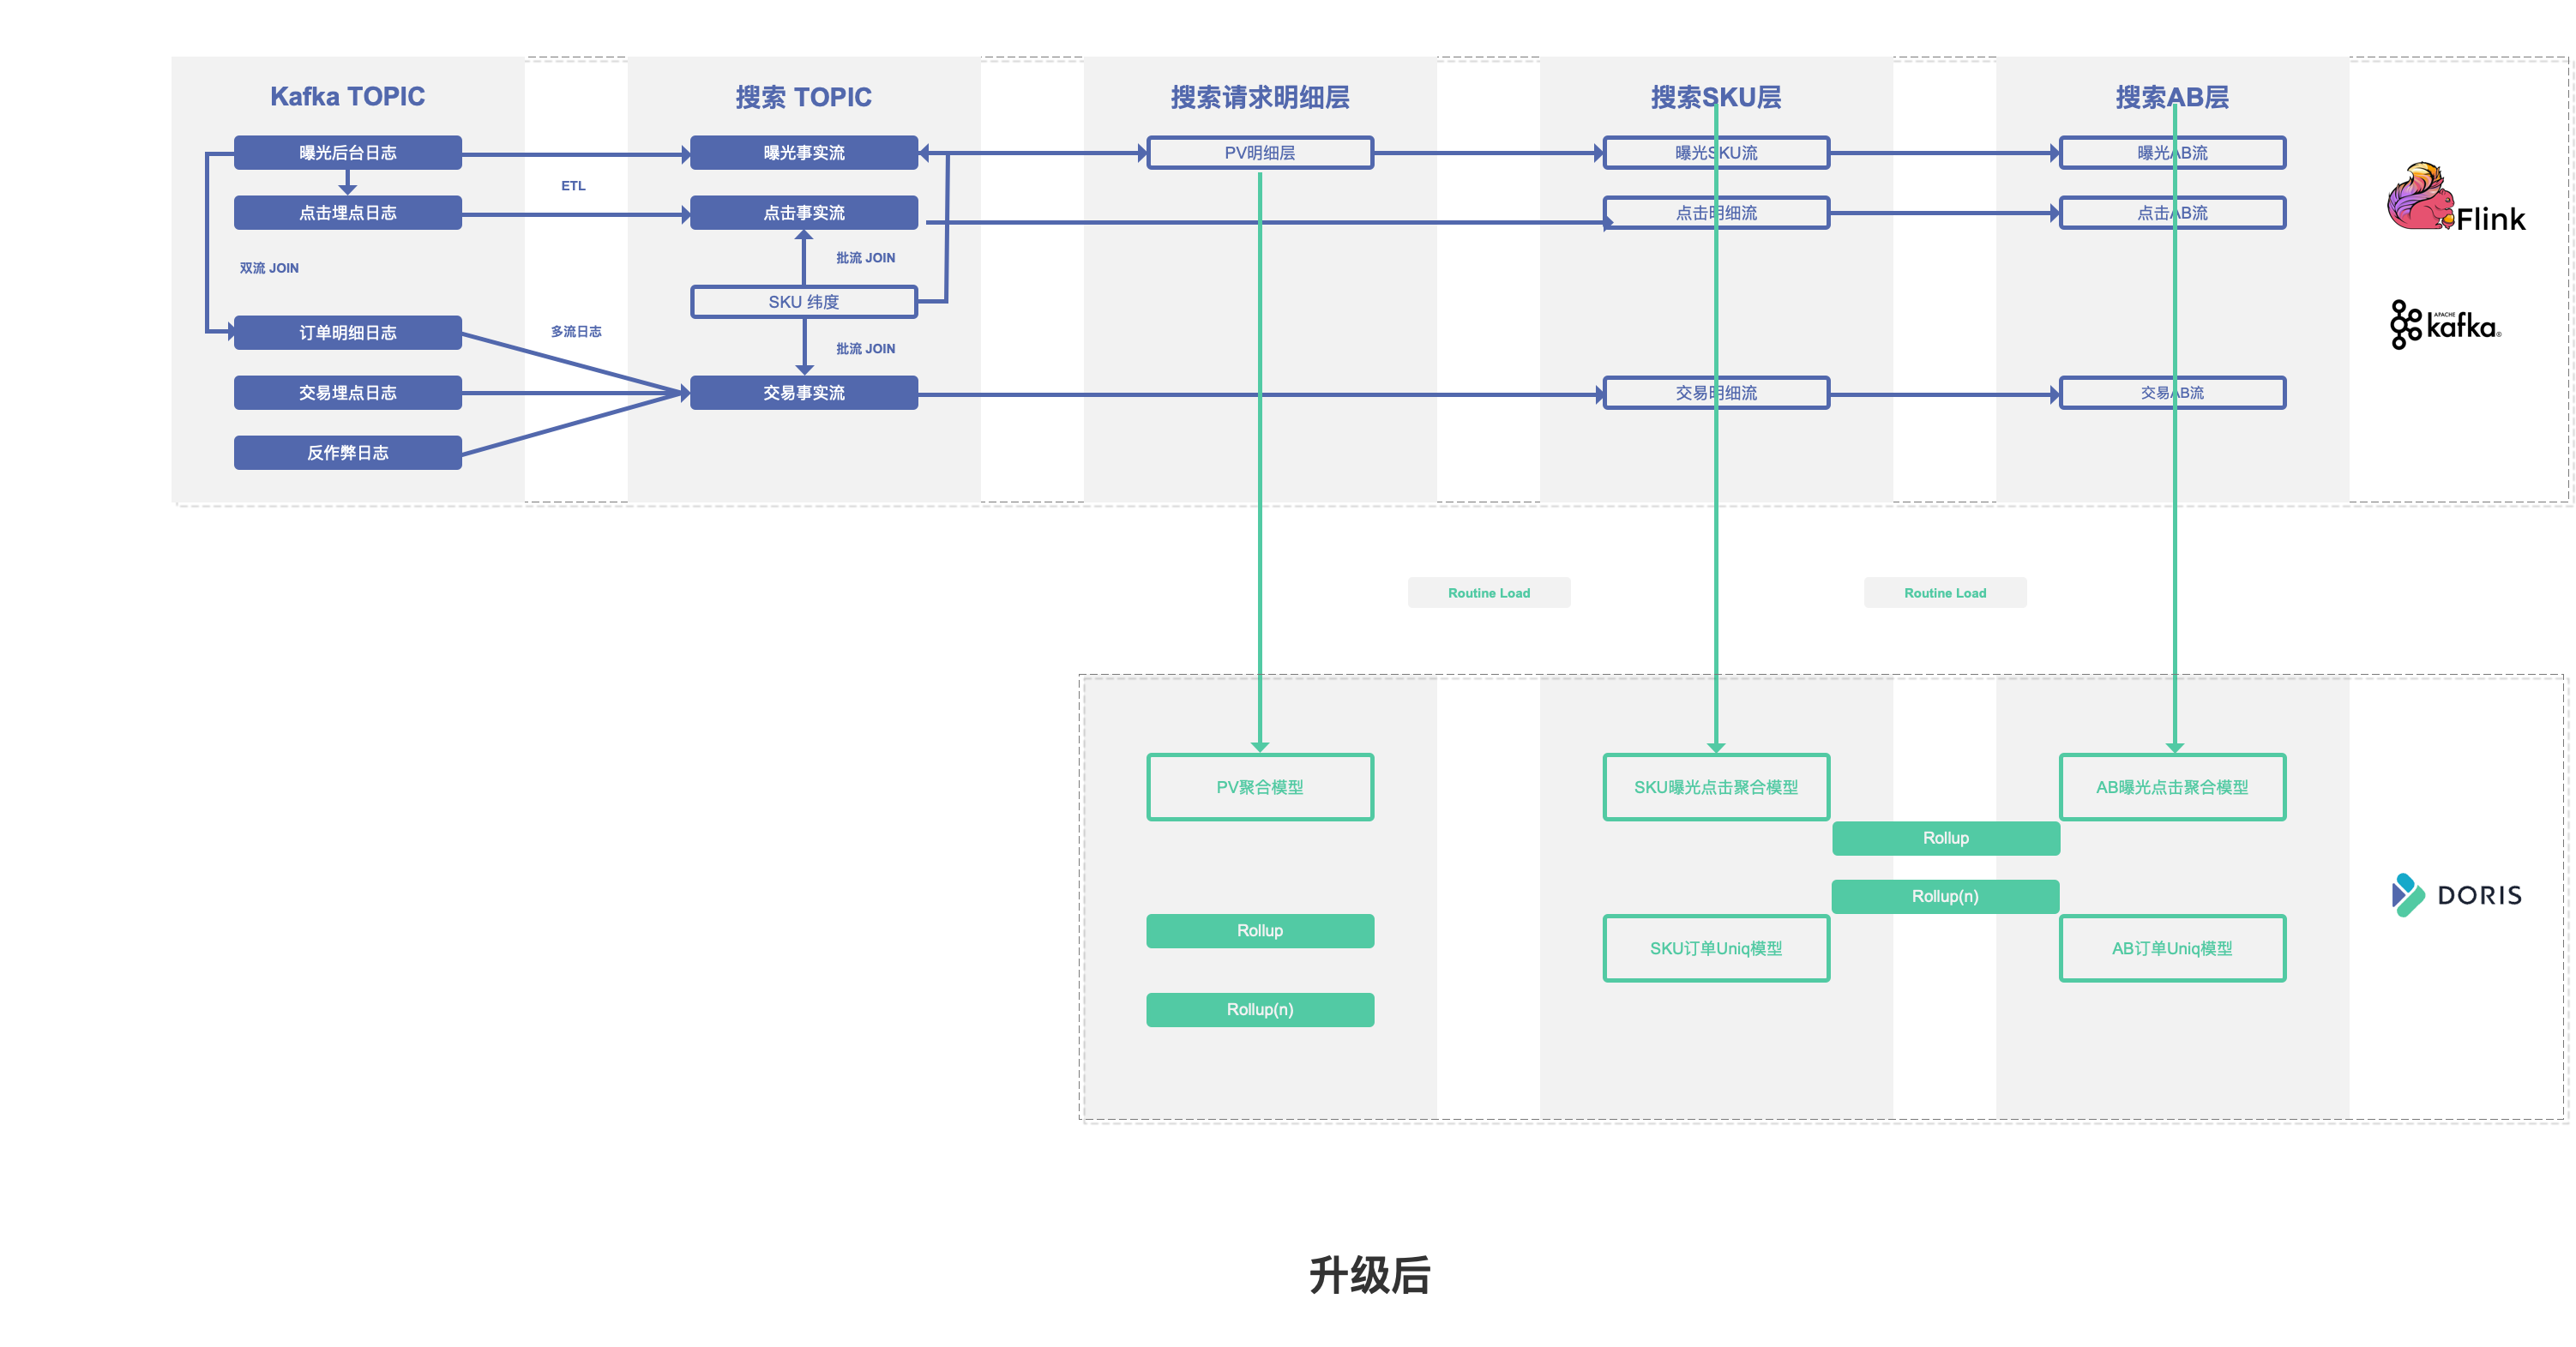 Kafka TOPIC
搜索 TOPIC
搜索请求明细层
搜索SKU层
搜索AB层
曝光后台日志
曝光事实流
PV明细层
曝光SKU流
曝光AB流
ETL
点击埋点日志
点击事实流
点击明细流
点击AB流
Flink
双流 JOIN
批流 JOIN
SKU 纬度
APACHE
kafka®
订单明细日志
多流日志
批流 JOIN
交易埋点日志
交易事实流
交易明细流
交易AB流
反作弊日志
Routine Load
Routine Load
PV聚合模型
SKU曝光点击聚合模型
AB曝光点击聚合模型
Rollup
Rollup(n)
DORIS
Rollup
SKU订单Uniq模型
AB订单Uniq模型
Rollup(n)
升级后